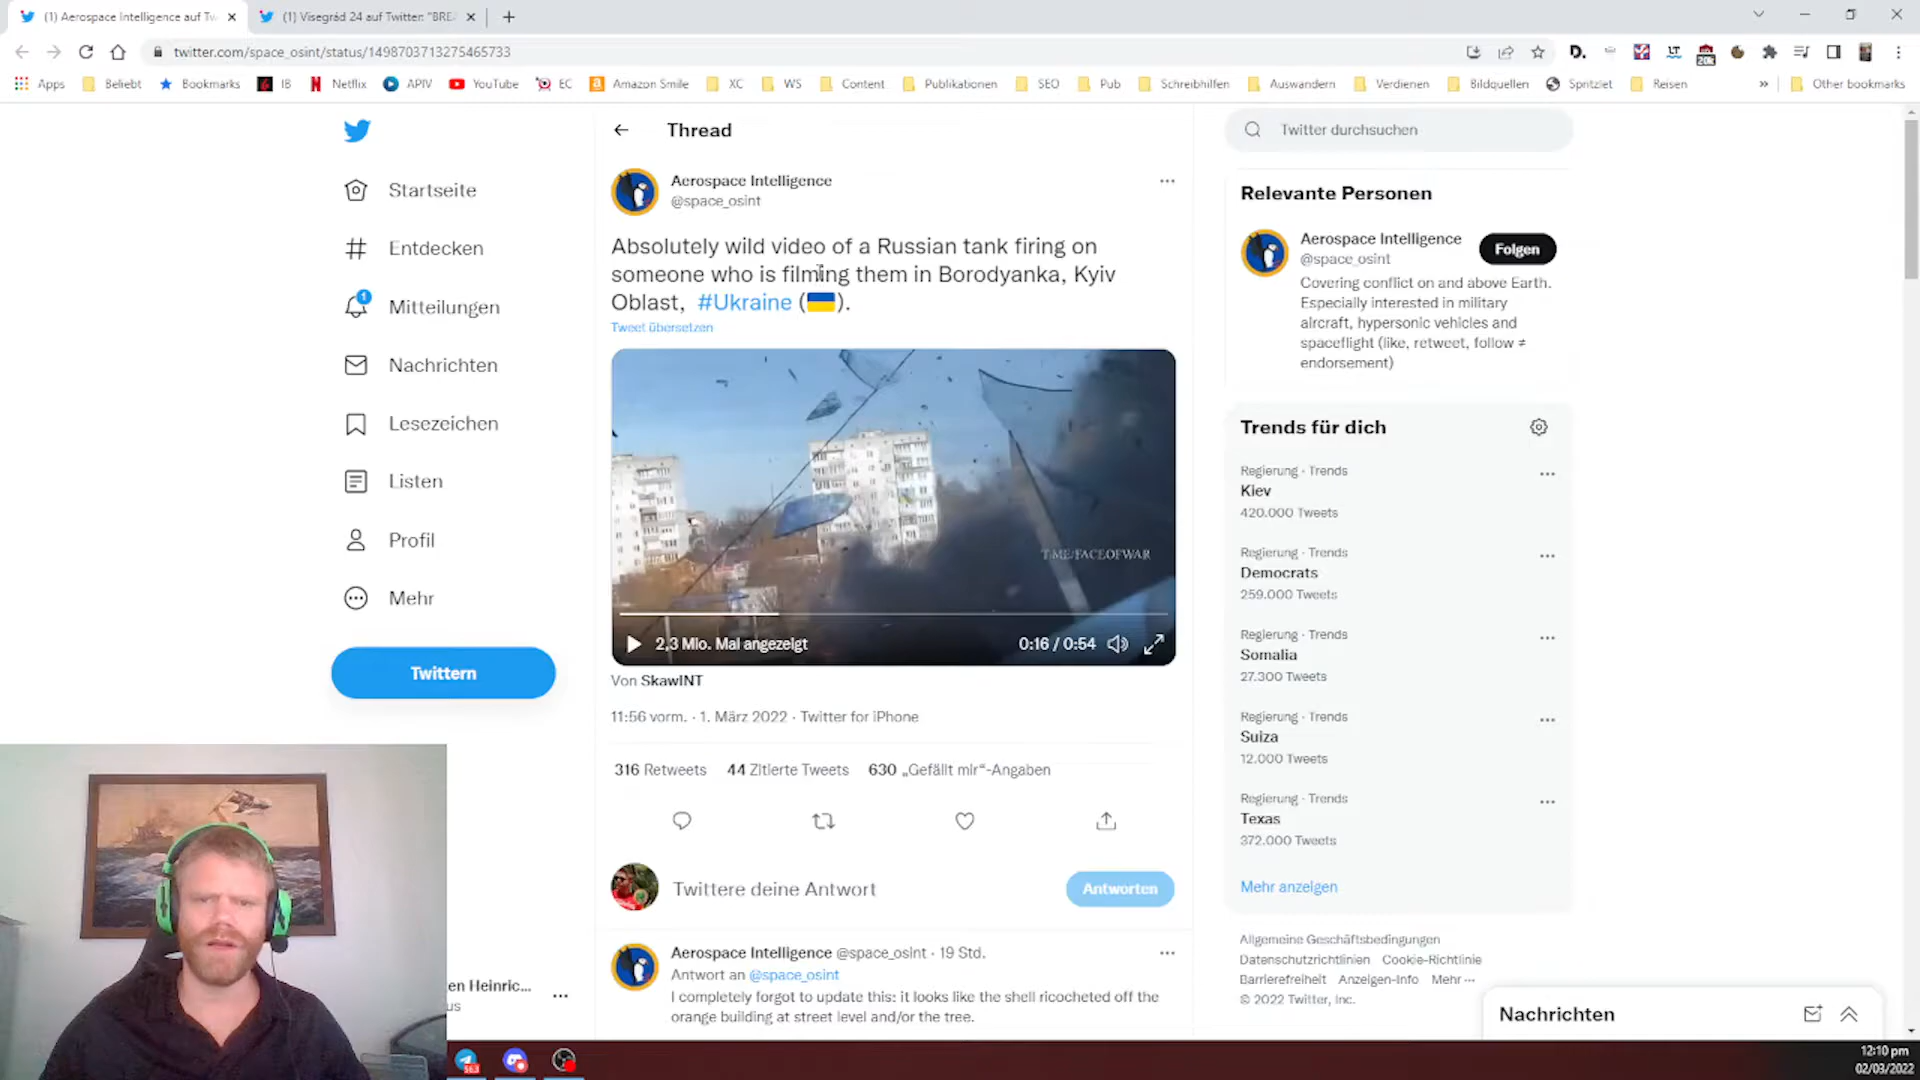 (1) Aerospace Intelligence auf Tw
(1) Visegrád 24 auf Twitter: "BREA
twitter.com/space_osint/status/1498703713275465733
Apps
Beliebt
Bookmarks
IB
Netflix
APIV
YouTube
EC
Amazon Smile
XC
WS
Content
Publikationen
SEO
Pub
Schreibhilfen
Auswandern
Verdienen
Bildquellen
Spritziet
Reisen
»
Other bookmarks
D.
LT
20k
Startseite
Entdecken
1
Mitteilungen
Nachrichten
Lesezeichen
Listen
Profil
Mehr
Twittern
en Heinric...
us
Thread
Aerospace Intelligence
@space_osint
Absolutely wild video of a Russian tank firing on
someone who is filming them in Borodyanka, Kyiv
Oblast, #Ukraine (🇺🇦).
Tweet übersetzen
T.ME/FACEOFWAR
2,3 Mio. Mal angezeigt
0:16 / 0:54
Von SkawINT
11:56 vorm. · 1. März 2022 · Twitter for iPhone
316 Retweets 44 Zitierte Tweets 630 „Gefällt mir“-Angaben
Twittere deine Antwort
Antworten
Aerospace Intelligence @space_osint · 19 Std.
Antwort an @space_osint
I completely forgot to update this: it looks like the shell ricocheted off the
orange building at street level and/or the tree.
Twitter durchsuchen
Relevante Personen
Aerospace Intelligence
@space_osint
Folgen
Covering conflict on and above Earth.
Especially interested in military
aircraft, hypersonic vehicles and
spaceflight (like, retweet, follow ≠
endorsement)
Trends für dich
Regierung · Trends
Kiev
420.000 Tweets
Regierung · Trends
Democrats
259.000 Tweets
Regierung · Trends
Somalia
27.300 Tweets
Regierung · Trends
Suiza
12.000 Tweets
Regierung · Trends
Texas
372.000 Tweets
Mehr anzeigen
Allgemeine Geschäftsbedingungen
Datenschutzrichtlinien Cookie-Richtlinie
Barrierefreiheit Anzeigen-Info Mehr ···
© 2022 Twitter, Inc.
Nachrichten
563
12:10 pm
02/03/2022